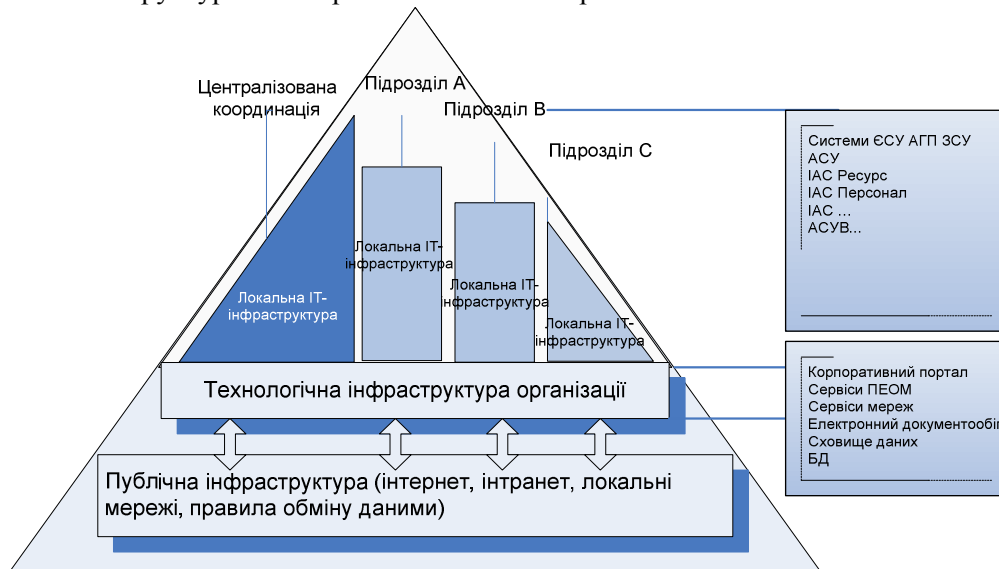 Централізована
координація
Підрозділ А
Підрозділ В
Підрозділ С
Системи ЄСУ АГП ЗСУ
АСУ
ІАС Ресурс
ІАС Персонал
ІАС ...
АСУВ...
Локальна ІТ-
інфраструктура
Локальна ІТ-
інфраструктура
Локальна ІТ-
інфраструктура
Локальна ІТ-
інфраструктура
Технологічна інфраструктура організації
Корпоративний портал
Сервіси ПЕОМ
Сервіси мереж
Електронний документообіг
Сховище даних
БД
Публічна інфраструктура (інтернет, інтранет, локальні
мережі, правила обміну даними)